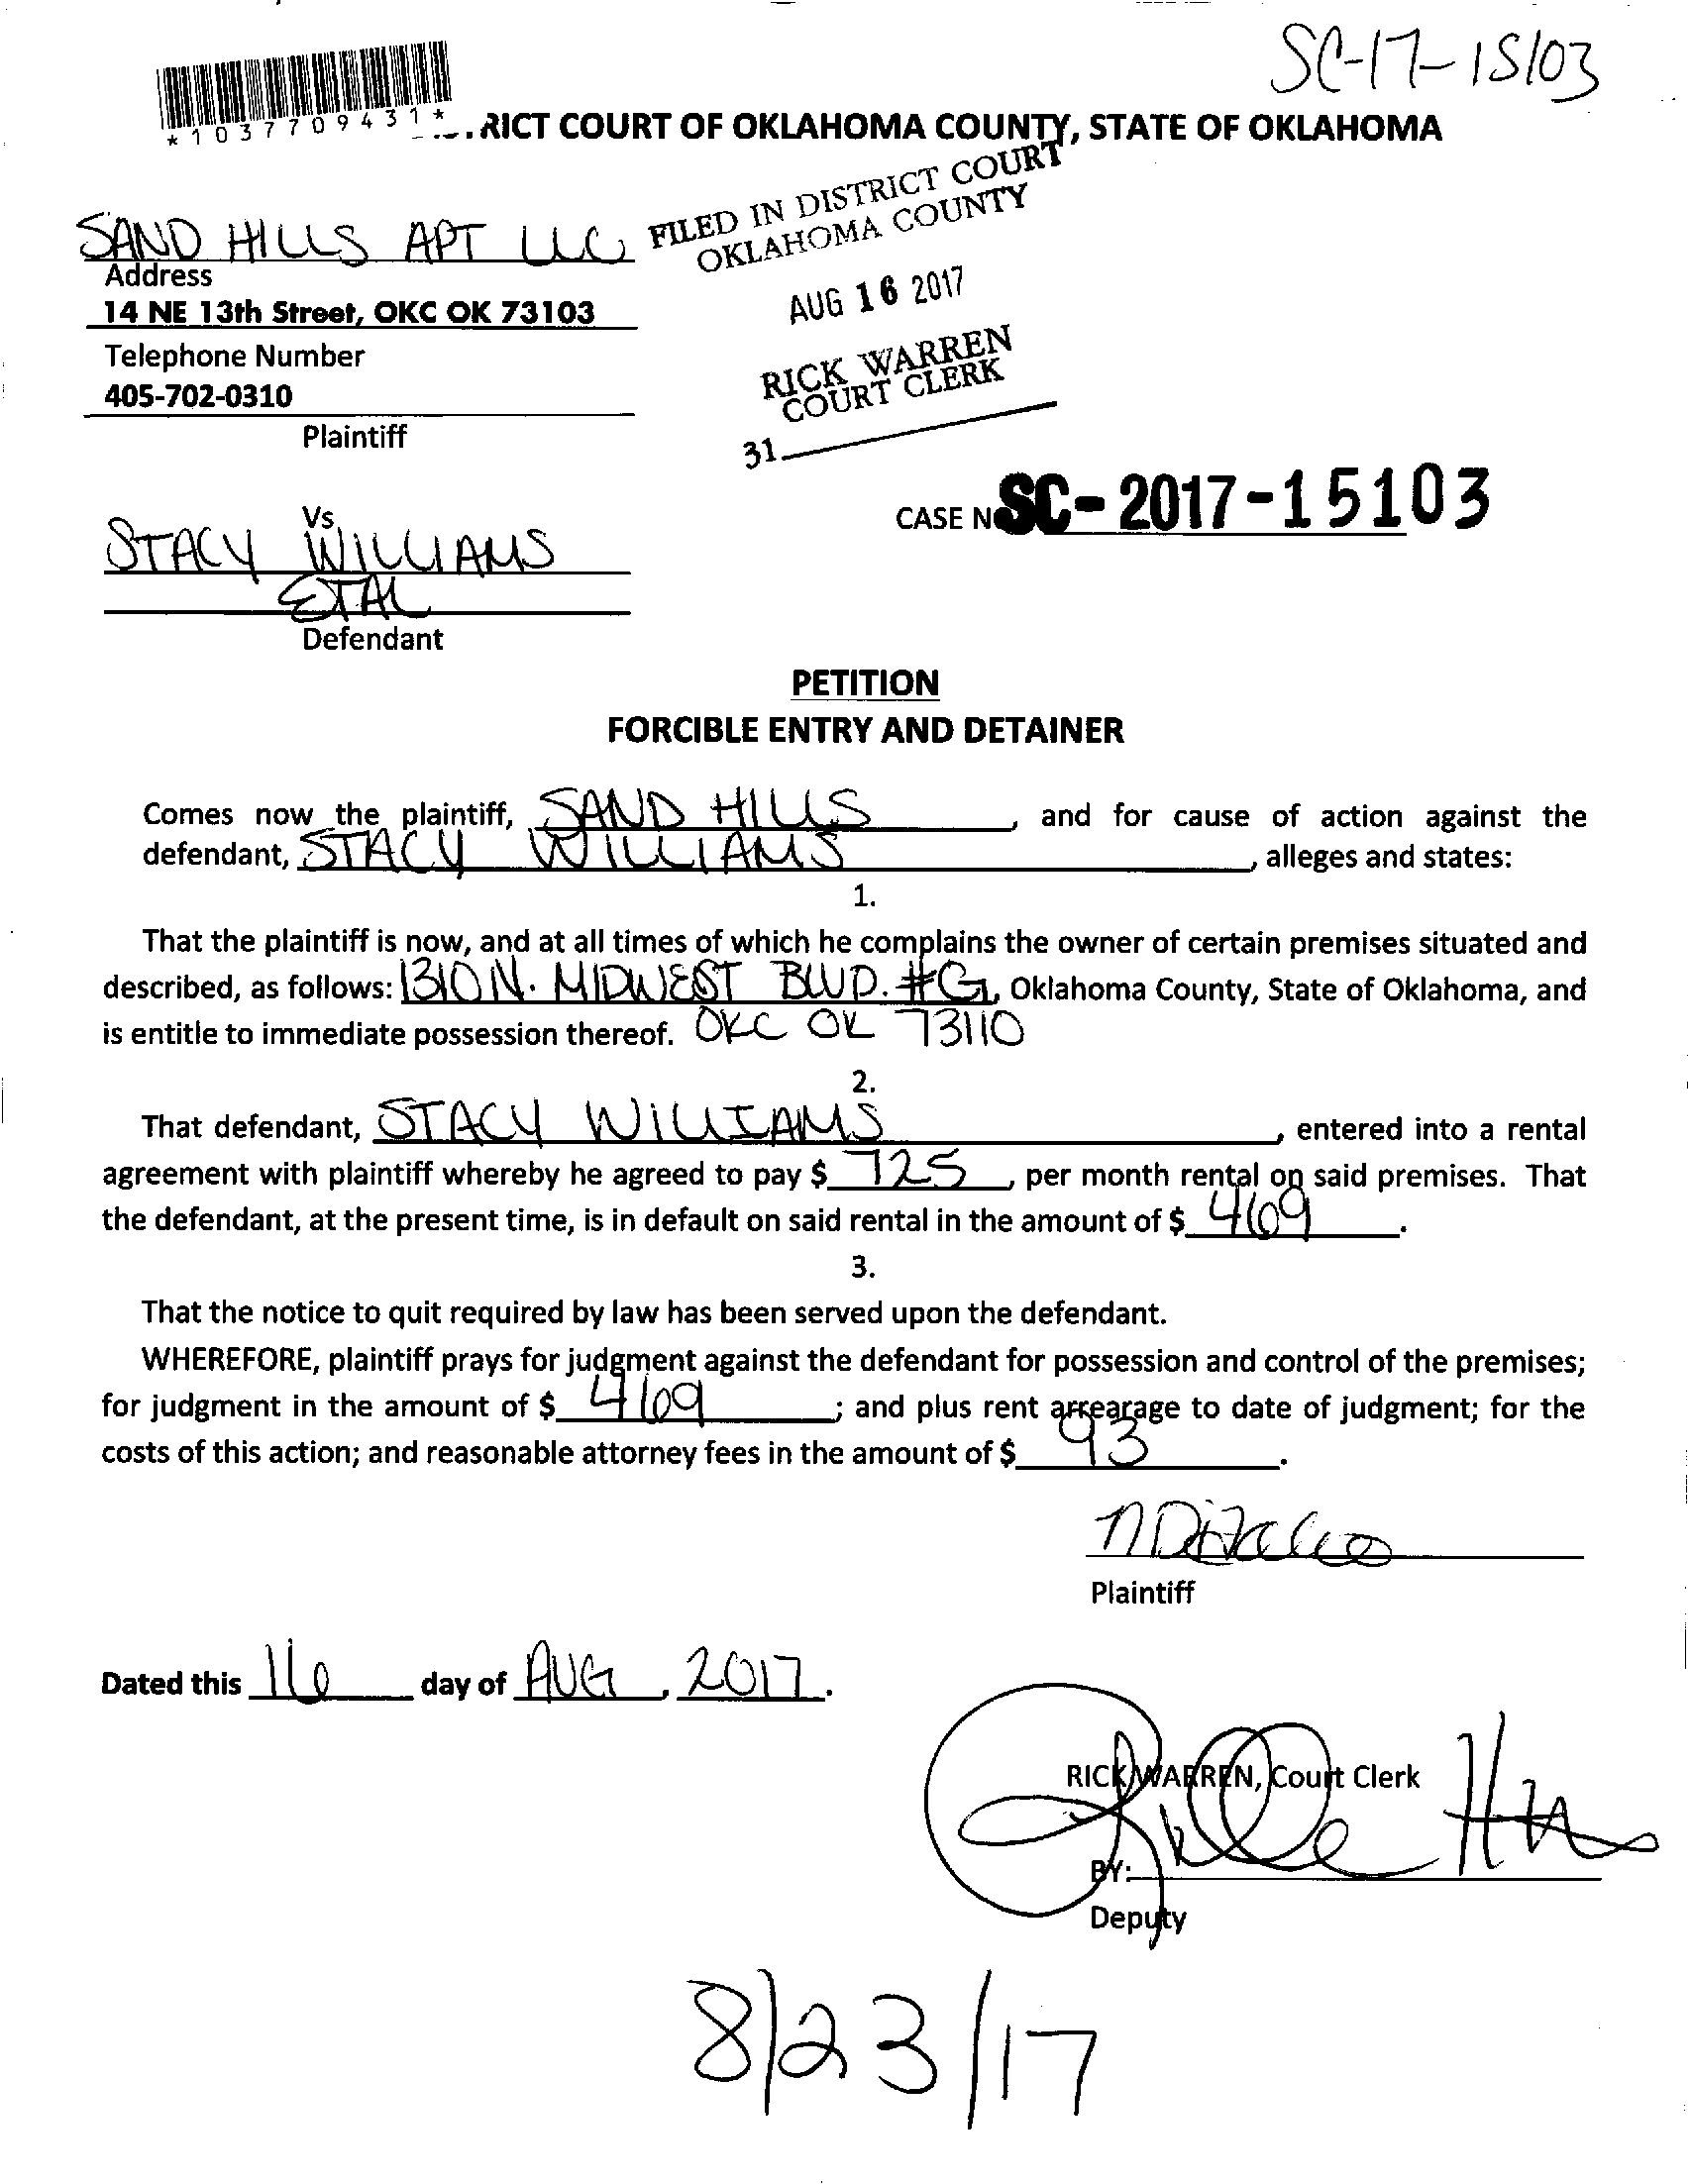 SC-17-15103
*1037709431*
RICT COURT OF OKLAHOMA COUNTY, STATE OF OKLAHOMA
FILED IN DISTRICT COURT
OKLAHOMA COUNTY
SAND HILLS APT LLC
Address
14 NE 13th Street, OKC OK 73103
AUG 16 2017
Telephone Number
405-702-0310
RICK WARREN
COURT CLERK
Plaintiff
31
CASE NO SC-2017-15103
Vs.
STACY WILLIAMS
ETAL
Defendant
PETITION
FORCIBLE ENTRY AND DETAINER
Comes now the plaintiff, SAND HILLS, and for cause of action against the
defendant, STACY WILLIAMS, alleges and states:
1.
That the plaintiff is now, and at all times of which he complains the owner of certain premises situated and
described, as follows: 1310 N. MIDWEST BLVD. #G, Oklahoma County, State of Oklahoma, and
is entitle to immediate possession thereof. OKC OK 73110
2.
That defendant, STACY WILLIAMS, entered into a rental
agreement with plaintiff whereby he agreed to pay $ 725, per month rental on said premises. That
the defendant, at the present time, is in default on said rental in the amount of $ 469.
3.
That the notice to quit required by law has been served upon the defendant.
WHEREFORE, plaintiff prays for judgment against the defendant for possession and control of the premises;
for judgment in the amount of $ 469; and plus rent arrearage to date of judgment; for the
costs of this action; and reasonable attorney fees in the amount of $ 93.
Plaintiff
Dated this 16 day of AUG, 2017.
RICK WARREN, Court Clerk
BY:
Deputy
8/23/17